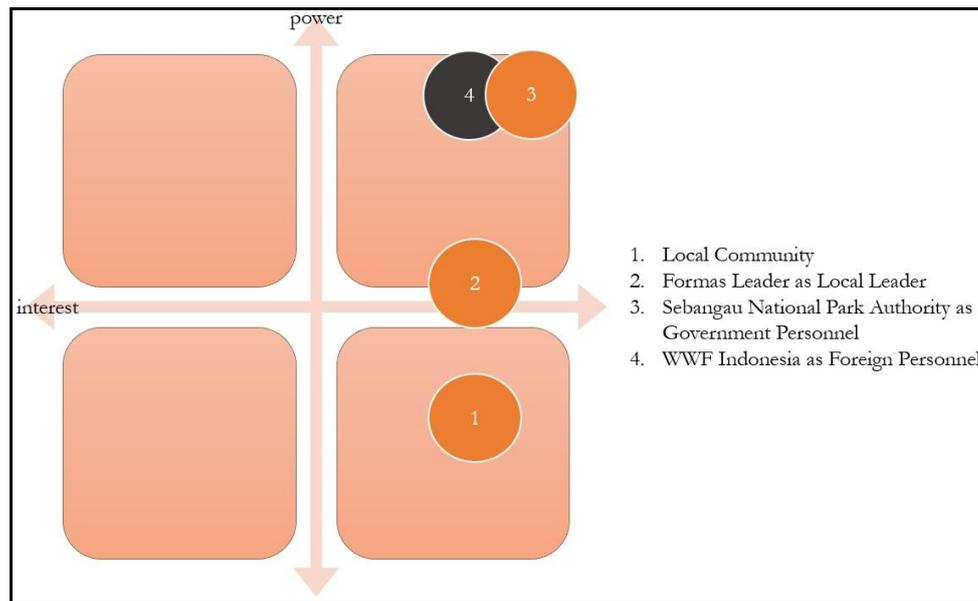 power
4
3
interest
2
1
1. Local Community
2. Formas Leader as Local Leader
3. Sebangau National Park Authority as
Government Personnel
4. WWF Indonesia as Foreign Personnel